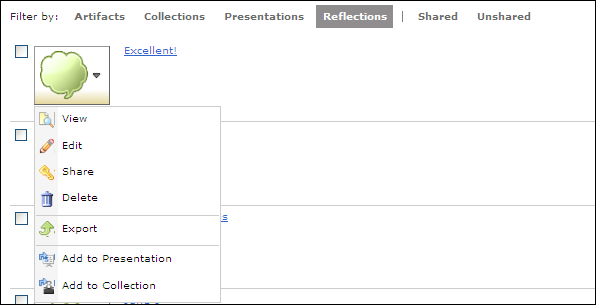 Filter by: Artifacts Collections Presentations Reflections | Shared Unshared
Excellent!
View
Edit
Share
Delete
s
Export
Add to Presentation
Add to Collection